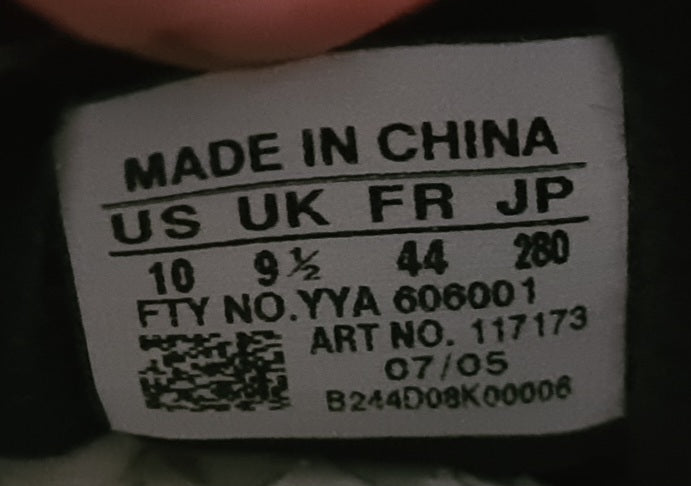 MADE IN CHINA
US UK FR JP
10 9½ 44 280
FTY NO.YYA 606001
ART NO. 117173
07/05
B244D08K00006